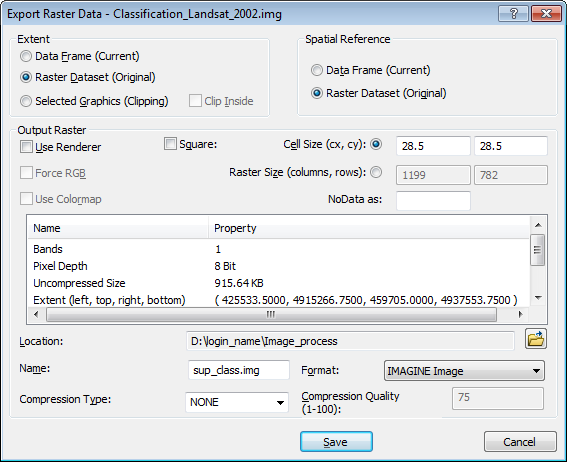 Export Raster Data - Classification_Landsat_2002.img
Extent
Data Frame (Current)
Raster Dataset (Original)
Selected Graphics (Clipping)
Clip Inside
Spatial Reference
Data Frame (Current)
Raster Dataset (Original)
Output Raster
Use Renderer
Square:
Cell Size (cx, cy):
28.5
28.5
Force RGB
Raster Size (columns, rows):
1199
782
Use Colormap
NoData as:
Name
Property
Bands
1
Pixel Depth
8 Bit
Uncompressed Size
915.64 KB
Extent (left, top, right, bottom)
( 425533.5000, 4915266.7500, 459705.0000, 4937553.7500 )
Location:
D:\login_name\Image_process
Name:
sup_class.img
Format:
IMAGINE Image
Compression Type:
NONE
Compression Quality
(1-100):
75
Save
Cancel